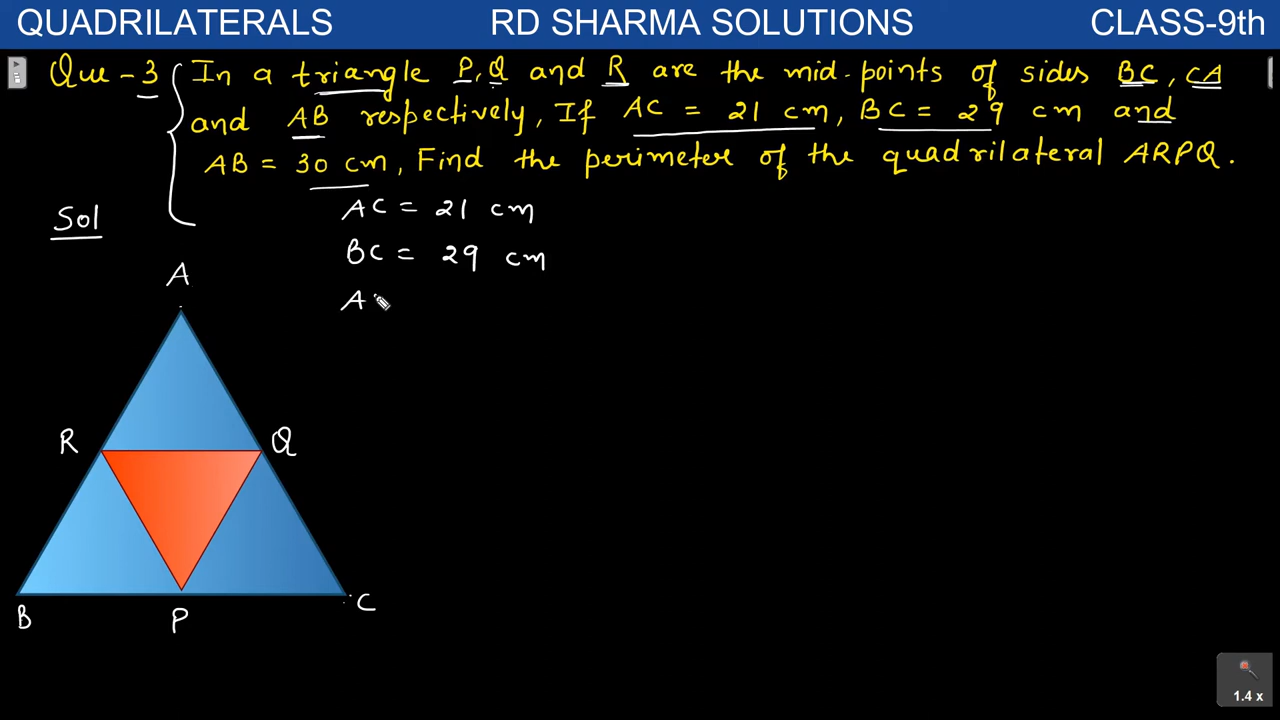 QUADRILATERALS RD SHARMA SOLUTIONS CLASS-9th
Que - 3 In a triangle P, Q and R are the mid-points of sides BC, CA
and AB respectively, If AC = 21 cm, BC = 29 cm and
AB = 30 cm, Find the perimeter of the quadrilateral ARPQ.
Sol
AC = 21 cm
BC = 29 cm
A
A
R Q
B P C
1.4 x